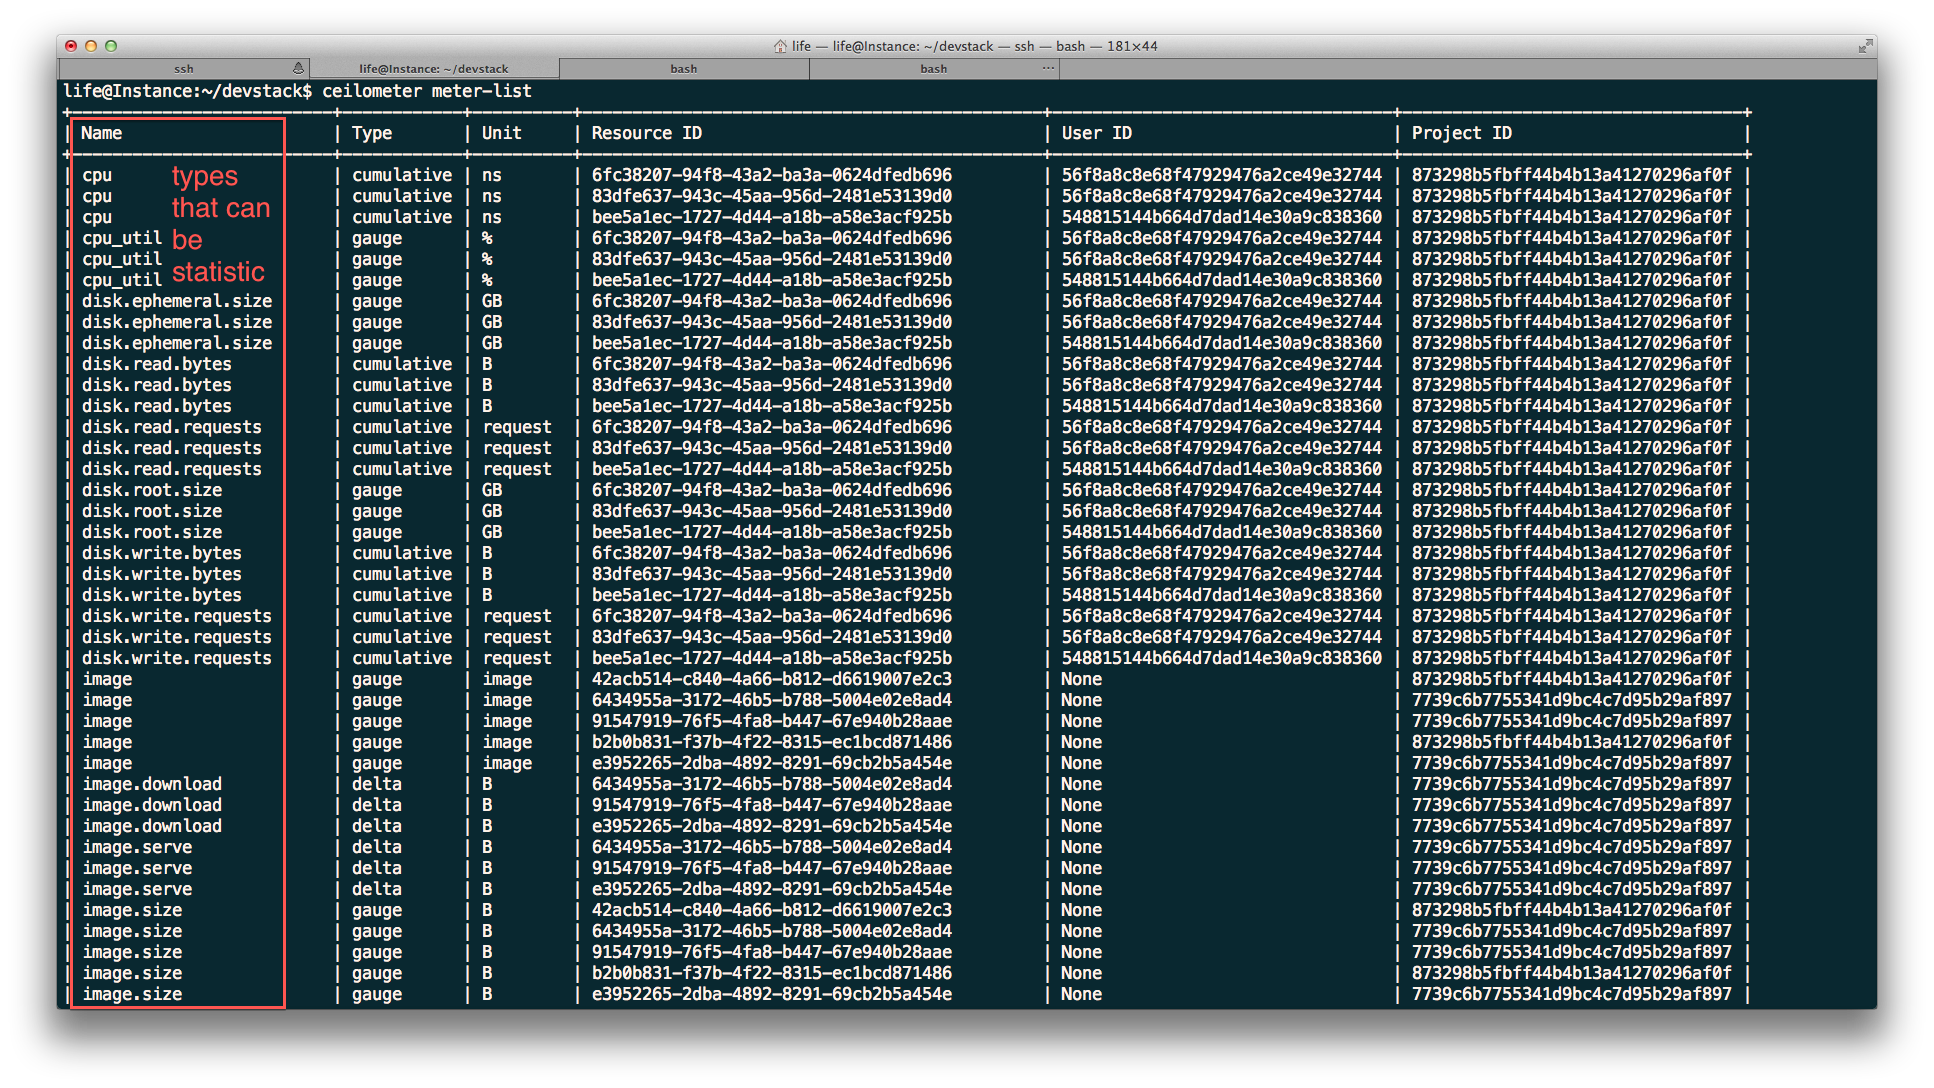 life — life@Instance: ~/devstack — ssh — bash — 181×44
ssh life@Instance: ~/devstack bash bash ...
life@Instance:~/devstack$ ceilometer meter-list
| Name | Type | Unit | Resource ID | User ID | Project ID |
| cpu | cumulative | ns | 6fc38207-94f8-43a2-ba3a-0624dfedb696 | 56f8a8c8e68f47929476a2ce49e32744 | 873298b5fbff44b4b13a41270296af0f |
| cpu | cumulative | ns | 83dfe637-943c-45aa-956d-2481e53139d0 | 56f8a8c8e68f47929476a2ce49e32744 | 873298b5fbff44b4b13a41270296af0f |
| cpu | cumulative | ns | bee5a1ec-1727-4d44-a18b-a58e3acf925b | 548815144b664d7dad14e30a9c838360 | 873298b5fbff44b4b13a41270296af0f |
| cpu_util | gauge | % | 6fc38207-94f8-43a2-ba3a-0624dfedb696 | 56f8a8c8e68f47929476a2ce49e32744 | 873298b5fbff44b4b13a41270296af0f |
| cpu_util | gauge | % | 83dfe637-943c-45aa-956d-2481e53139d0 | 56f8a8c8e68f47929476a2ce49e32744 | 873298b5fbff44b4b13a41270296af0f |
| cpu_util | gauge | % | bee5a1ec-1727-4d44-a18b-a58e3acf925b | 548815144b664d7dad14e30a9c838360 | 873298b5fbff44b4b13a41270296af0f |
| disk.ephemeral.size | gauge | GB | 6fc38207-94f8-43a2-ba3a-0624dfedb696 | 56f8a8c8e68f47929476a2ce49e32744 | 873298b5fbff44b4b13a41270296af0f |
| disk.ephemeral.size | gauge | GB | 83dfe637-943c-45aa-956d-2481e53139d0 | 56f8a8c8e68f47929476a2ce49e32744 | 873298b5fbff44b4b13a41270296af0f |
| disk.ephemeral.size | gauge | GB | bee5a1ec-1727-4d44-a18b-a58e3acf925b | 548815144b664d7dad14e30a9c838360 | 873298b5fbff44b4b13a41270296af0f |
| disk.read.bytes | cumulative | B | 6fc38207-94f8-43a2-ba3a-0624dfedb696 | 56f8a8c8e68f47929476a2ce49e32744 | 873298b5fbff44b4b13a41270296af0f |
| disk.read.bytes | cumulative | B | 83dfe637-943c-45aa-956d-2481e53139d0 | 56f8a8c8e68f47929476a2ce49e32744 | 873298b5fbff44b4b13a41270296af0f |
| disk.read.bytes | cumulative | B | bee5a1ec-1727-4d44-a18b-a58e3acf925b | 548815144b664d7dad14e30a9c838360 | 873298b5fbff44b4b13a41270296af0f |
| disk.read.requests | cumulative | request | 6fc38207-94f8-43a2-ba3a-0624dfedb696 | 56f8a8c8e68f47929476a2ce49e32744 | 873298b5fbff44b4b13a41270296af0f |
| disk.read.requests | cumulative | request | 83dfe637-943c-45aa-956d-2481e53139d0 | 56f8a8c8e68f47929476a2ce49e32744 | 873298b5fbff44b4b13a41270296af0f |
| disk.read.requests | cumulative | request | bee5a1ec-1727-4d44-a18b-a58e3acf925b | 548815144b664d7dad14e30a9c838360 | 873298b5fbff44b4b13a41270296af0f |
| disk.root.size | gauge | GB | 6fc38207-94f8-43a2-ba3a-0624dfedb696 | 56f8a8c8e68f47929476a2ce49e32744 | 873298b5fbff44b4b13a41270296af0f |
| disk.root.size | gauge | GB | 83dfe637-943c-45aa-956d-2481e53139d0 | 56f8a8c8e68f47929476a2ce49e32744 | 873298b5fbff44b4b13a41270296af0f |
| disk.root.size | gauge | GB | bee5a1ec-1727-4d44-a18b-a58e3acf925b | 548815144b664d7dad14e30a9c838360 | 873298b5fbff44b4b13a41270296af0f |
| disk.write.bytes | cumulative | B | 6fc38207-94f8-43a2-ba3a-0624dfedb696 | 56f8a8c8e68f47929476a2ce49e32744 | 873298b5fbff44b4b13a41270296af0f |
| disk.write.bytes | cumulative | B | 83dfe637-943c-45aa-956d-2481e53139d0 | 56f8a8c8e68f47929476a2ce49e32744 | 873298b5fbff44b4b13a41270296af0f |
| disk.write.bytes | cumulative | B | bee5a1ec-1727-4d44-a18b-a58e3acf925b | 548815144b664d7dad14e30a9c838360 | 873298b5fbff44b4b13a41270296af0f |
| disk.write.requests | cumulative | request | 6fc38207-94f8-43a2-ba3a-0624dfedb696 | 56f8a8c8e68f47929476a2ce49e32744 | 873298b5fbff44b4b13a41270296af0f |
| disk.write.requests | cumulative | request | 83dfe637-943c-45aa-956d-2481e53139d0 | 56f8a8c8e68f47929476a2ce49e32744 | 873298b5fbff44b4b13a41270296af0f |
| disk.write.requests | cumulative | request | bee5a1ec-1727-4d44-a18b-a58e3acf925b | 548815144b664d7dad14e30a9c838360 | 873298b5fbff44b4b13a41270296af0f |
| image | gauge | image | 42acb514-c840-4a66-b812-d6619007e2c3 | None | 873298b5fbff44b4b13a41270296af0f |
| image | gauge | image | 6434955a-3172-46b5-b788-5004e02e8ad4 | None | 7739c6b7755341d9bc4c7d95b29af897 |
| image | gauge | image | 91547919-76f5-4fa8-b447-67e940b28aae | None | 7739c6b7755341d9bc4c7d95b29af897 |
| image | gauge | image | b2b0b831-f37b-4f22-8315-ec1bcd871486 | None | 873298b5fbff44b4b13a41270296af0f |
| image | gauge | image | e3952265-2dba-4892-8291-69cb2b5a454e | None | 7739c6b7755341d9bc4c7d95b29af897 |
| image.download | delta | B | 6434955a-3172-46b5-b788-5004e02e8ad4 | None | 7739c6b7755341d9bc4c7d95b29af897 |
| image.download | delta | B | 91547919-76f5-4fa8-b447-67e940b28aae | None | 7739c6b7755341d9bc4c7d95b29af897 |
| image.download | delta | B | e3952265-2dba-4892-8291-69cb2b5a454e | None | 7739c6b7755341d9bc4c7d95b29af897 |
| image.serve | delta | B | 6434955a-3172-46b5-b788-5004e02e8ad4 | None | 7739c6b7755341d9bc4c7d95b29af897 |
| image.serve | delta | B | 91547919-76f5-4fa8-b447-67e940b28aae | None | 7739c6b7755341d9bc4c7d95b29af897 |
| image.serve | delta | B | e3952265-2dba-4892-8291-69cb2b5a454e | None | 7739c6b7755341d9bc4c7d95b29af897 |
| image.size | gauge | B | 42acb514-c840-4a66-b812-d6619007e2c3 | None | 873298b5fbff44b4b13a41270296af0f |
| image.size | gauge | B | 6434955a-3172-46b5-b788-5004e02e8ad4 | None | 7739c6b7755341d9bc4c7d95b29af897 |
| image.size | gauge | B | 91547919-76f5-4fa8-b447-67e940b28aae | None | 7739c6b7755341d9bc4c7d95b29af897 |
| image.size | gauge | B | b2b0b831-f37b-4f22-8315-ec1bcd871486 | None | 873298b5fbff44b4b13a41270296af0f |
| image.size | gauge | B | e3952265-2dba-4892-8291-69cb2b5a454e | None | 7739c6b7755341d9bc4c7d95b29af897 |
types
that can
be
statistic